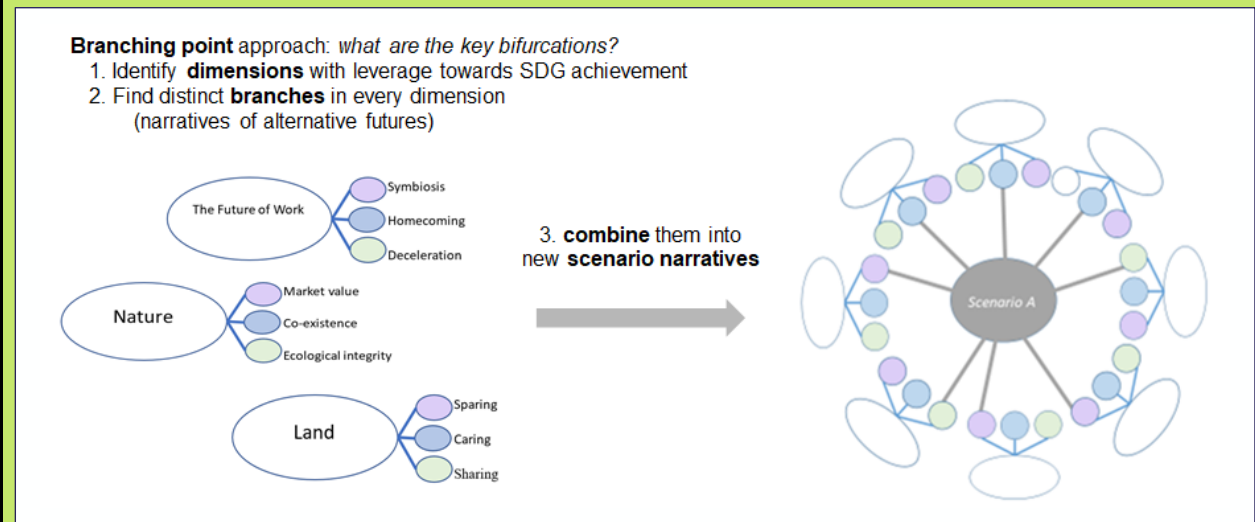 Branching point approach: what are the key bifurcations?
1. Identify dimensions with leverage towards SDG achievement
2. Find distinct branches in every dimension
(narratives of alternative futures)
The Future of Work
Symbiosis
Homecoming
Deceleration
Nature
Market value
Co-existence
Ecological integrity
Land
Sparing
Caring
Sharing
3. combine them into
new scenario narratives
Scenario A